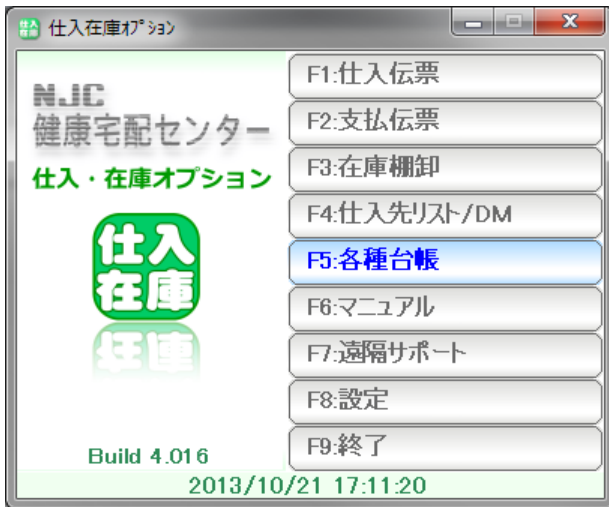 仕入在庫ｵﾌﾟｼｮﾝ
NJC
健康宅配センター
仕入・在庫オプション
仕入
在庫
Build 4.016
F1:仕入伝票
F2:支払伝票
F3:在庫棚卸
F4:仕入先リスト/DM
F5:各種台帳
F6:マニュアル
F7:遠隔サポート
F8:設定
F9:終了
2013/10/21 17:11:20